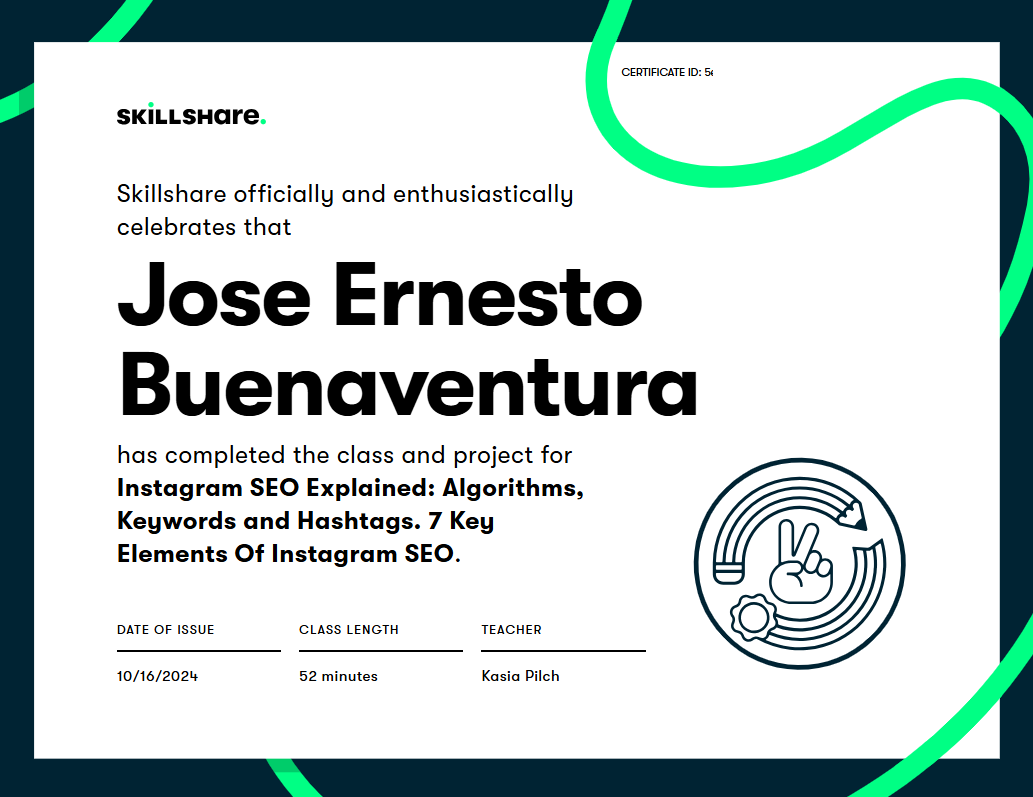 CERTIFICATE ID: 5
SKiLLSHare.
Skillshare officially and enthusiastically
celebrates that
Jose Ernesto
Buenaventura
has completed the class and project for
Instagram SEO Explained: Algorithms,
Keywords and Hashtags. 7 Key
Elements Of Instagram SEO.
DATE OF ISSUE
CLASS LENGTH
TEACHER
10/16/2024
52 minutes
Kasia Pilch